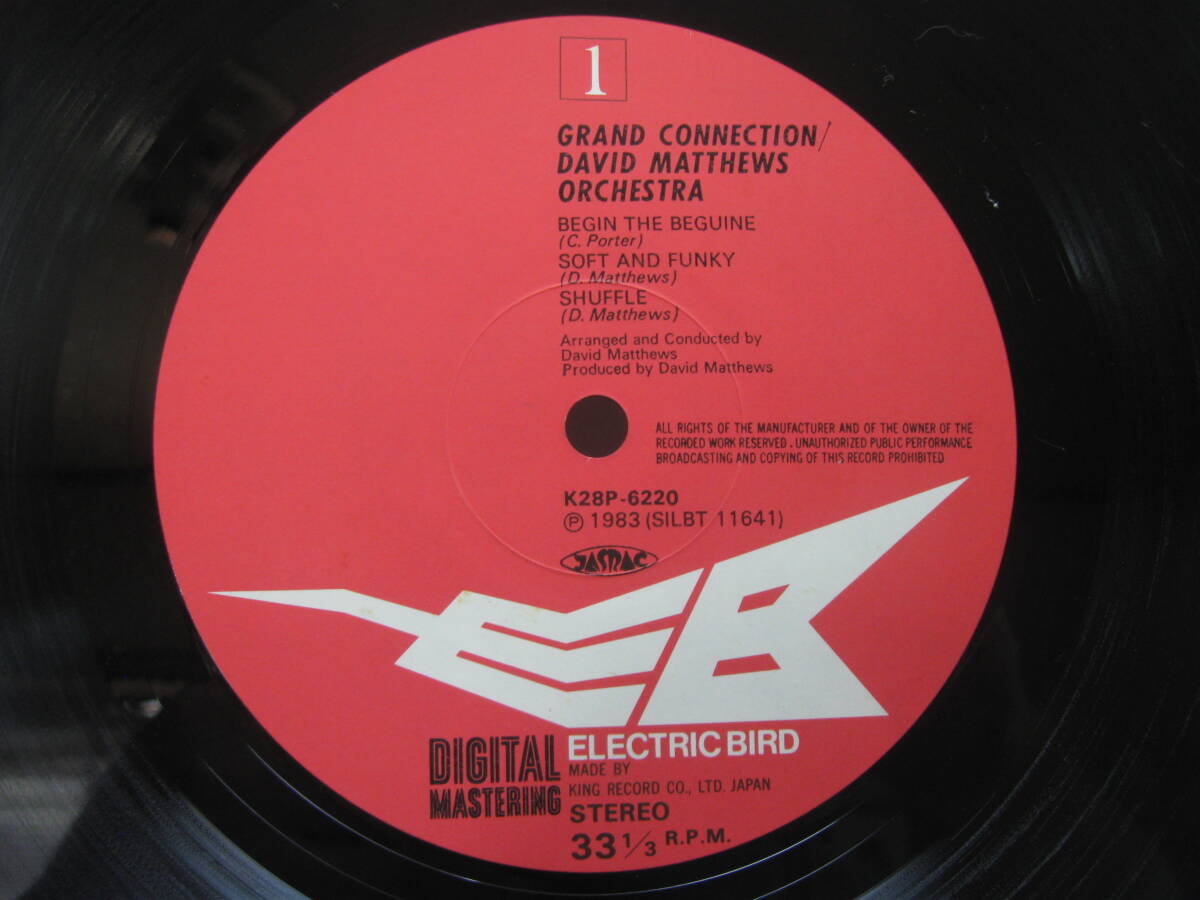 1
GRAND CONNECTION/
DAVID MATTHEWS
ORCHESTRA
BEGIN THE BEGUINE
(C. Porter)
SOFT AND FUNKY
(D. Matthews)
SHUFFLE
(D. Matthews)
Arranged and Conducted by
David Matthews
Produced by David Matthews
ALL RIGHTS OF THE MANUFACTURER AND OF THE OWNER OF THE
RECORDED WORK RESERVED. UNAUTHORIZED PUBLIC PERFORMANCE
BROADCASTING AND COPYING OF THIS RECORD PROHIBITED
K28P-6220
Ⓟ 1983 (SILBT 11641)
JASRAC
EB
DIGITAL
MASTERING
ELECTRIC BIRD
MADE BY
KING RECORD CO., LTD. JAPAN
STEREO
33 1/3 R.P.M.